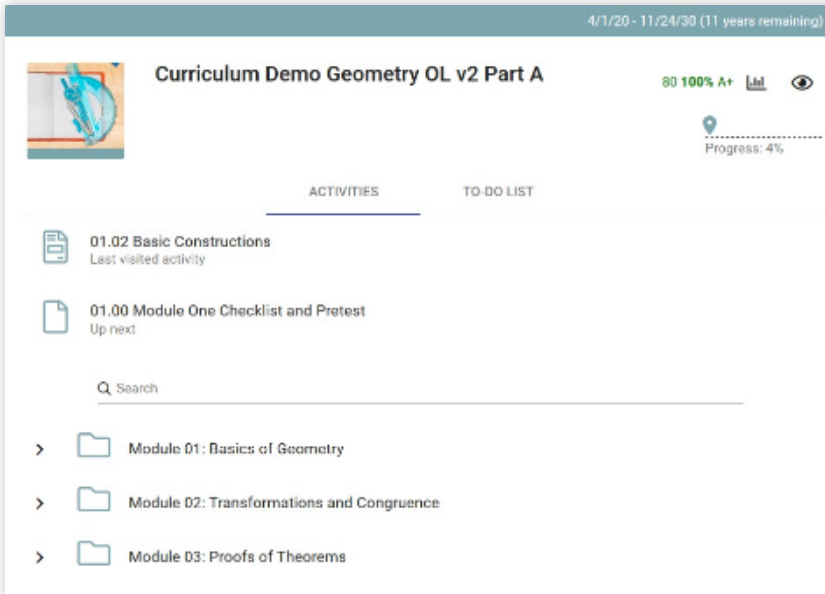 4/1/20 - 11/24/30 (11 years remaining)
Curriculum Demo Geometry OL v2 Part A
80 100% A+
Progress: 4%
ACTIVITIES TO-DO LIST
01.02 Basic Constructions
Last visited activity
01.00 Module One Checklist and Pretest
Up next
Search
Module 01: Basics of Geometry
Module 02: Transformations and Congruence
Module 03: Proofs of Theorems